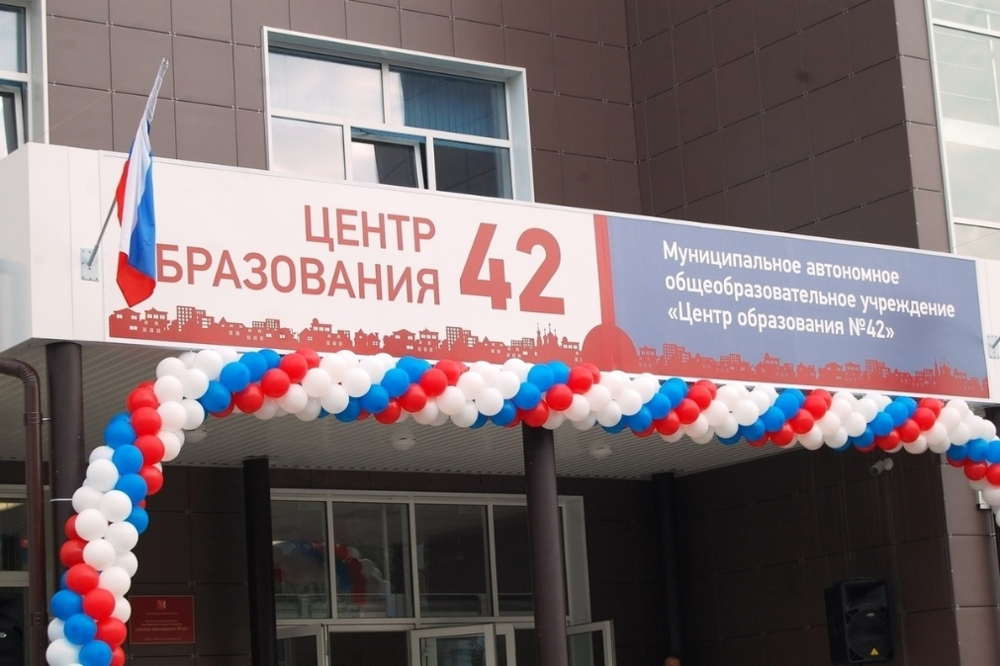 ЦЕНТР
БРАЗОВАНИЯ
42
Муниципальное автономное
общеобразовательное учреждение
«Центр образования №42»